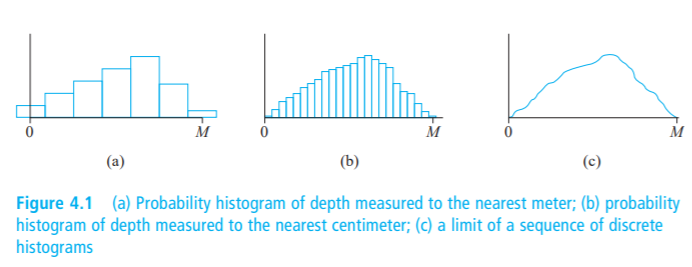 0 M 0 M 0 M
(a) (b) (c)
Figure 4.1 (a) Probability histogram of depth measured to the nearest meter; (b) probability
histogram of depth measured to the nearest centimeter; (c) a limit of a sequence of discrete
histograms